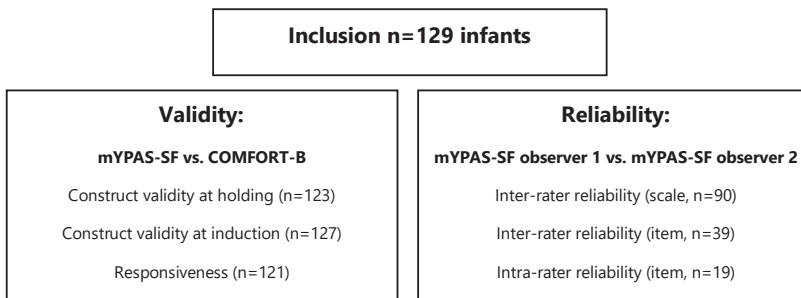 Inclusion n=129 infants
Validity:
mYPAS-SF vs. COMFORT-B
Construct validity at holding (n=123)
Construct validity at induction (n=127)
Responsiveness (n=121)
Reliability:
mYPAS-SF observer 1 vs. mYPAS-SF observer 2
Inter-rater reliability (scale, n=90)
Inter-rater reliability (item, n=39)
Intra-rater reliability (item, n=19)